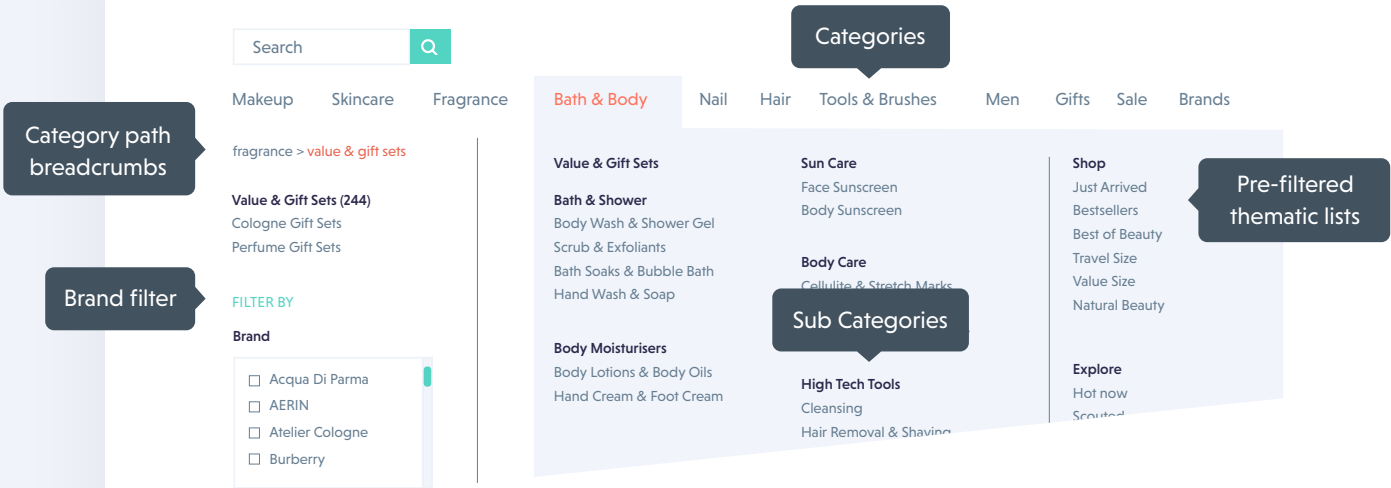 Search
Categories
Makeup
Skincare
Fragrance
Bath & Body
Nail
Hair
Tools & Brushes
Men
Gifts
Sale
Brands
Category path
breadcrumbs
fragrance > value & gift sets
Value & Gift Sets (244)
Cologne Gift Sets
Perfume Gift Sets
Brand filter
FILTER BY
Brand
Acqua Di Parma
AERIN
Atelier Cologne
Burberry
Value & Gift Sets
Bath & Shower
Body Wash & Shower Gel
Scrub & Exfoliants
Bath Soaks & Bubble Bath
Hand Wash & Soap
Body Moisturisers
Body Lotions & Body Oils
Hand Cream & Foot Cream
Sun Care
Face Sunscreen
Body Sunscreen
Body Care
Cellulite & Stretch Marks
Sub Categories
High Tech Tools
Cleansing
Hair Removal & Shaving
Shop
Just Arrived
Bestsellers
Best of Beauty
Travel Size
Value Size
Natural Beauty
Explore
Hot now
Scouted
Pre-filtered
thematic lists